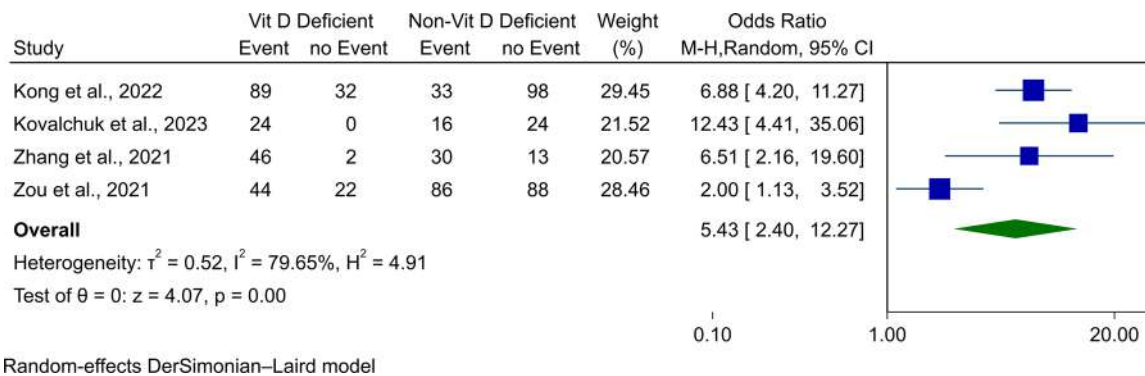 Vit D Deficient Non-Vit D Deficient Weight Odds Ratio
Study Event no Event Event no Event (%) M-H,Random, 95% CI
Kong et al., 2022 89 32 33 98 29.45 6.88 [ 4.20, 11.27]
Kovalchuk et al., 2023 24 0 16 24 21.52 12.43 [ 4.41, 35.06]
Zhang et al., 2021 46 2 30 13 20.57 6.51 [ 2.16, 19.60]
Zou et al., 2021 44 22 86 88 28.46 2.00 [ 1.13, 3.52]
Overall 5.43 [ 2.40, 12.27]
Heterogeneity: τ² = 0.52, I² = 79.65%, H² = 4.91
Test of θ = 0: z = 4.07, p = 0.00
0.10 1.00 20.00
Random-effects DerSimonian–Laird model